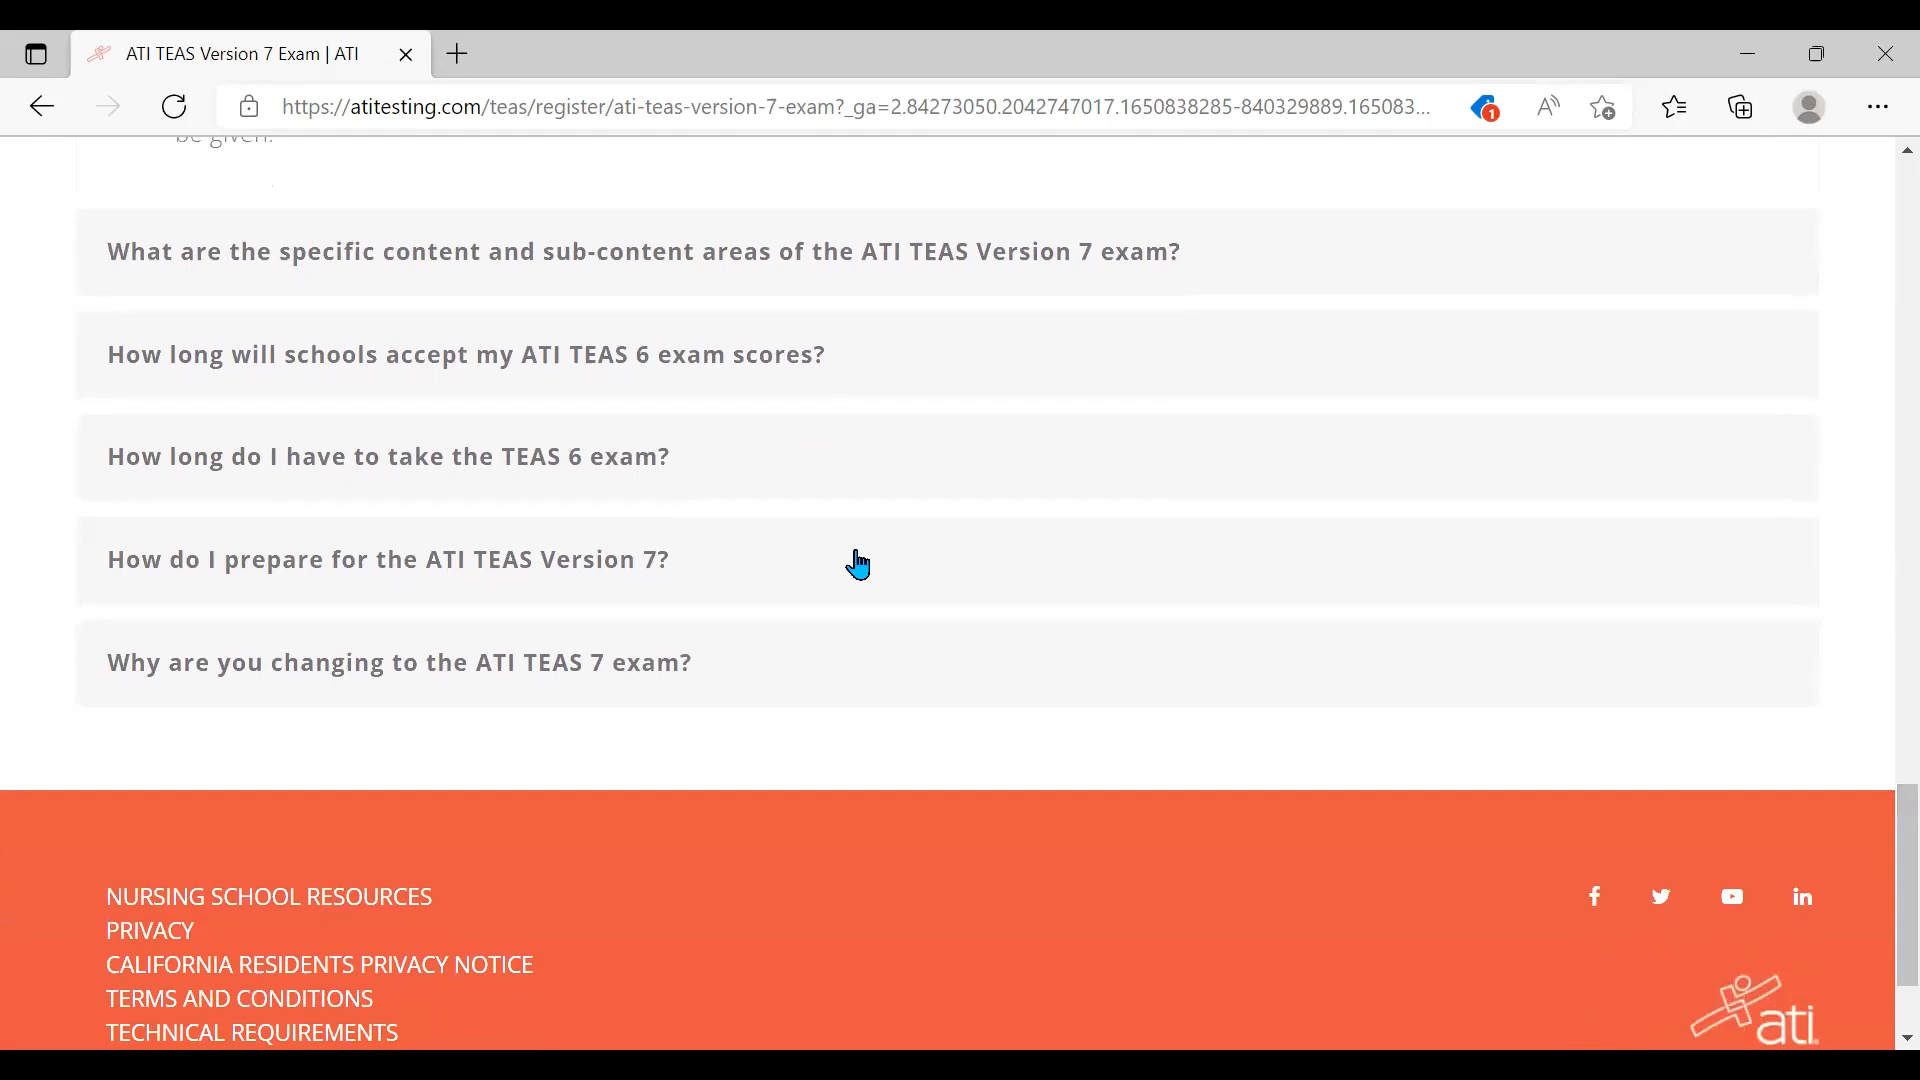 ATI TEAS Version 7 Exam | ATI
https://atitesting.com/teas/register/ati-teas-version-7-exam?_ga=2.84273050.2042747017.1650838285-840329889.165083...
1
be given.
What are the specific content and sub-content areas of the ATI TEAS Version 7 exam?
How long will schools accept my ATI TEAS 6 exam scores?
How long do I have to take the TEAS 6 exam?
How do I prepare for the ATI TEAS Version 7?
Why are you changing to the ATI TEAS 7 exam?
NURSING SCHOOL RESOURCES
PRIVACY
CALIFORNIA RESIDENTS PRIVACY NOTICE
TERMS AND CONDITIONS
TECHNICAL REQUIREMENTS
ati